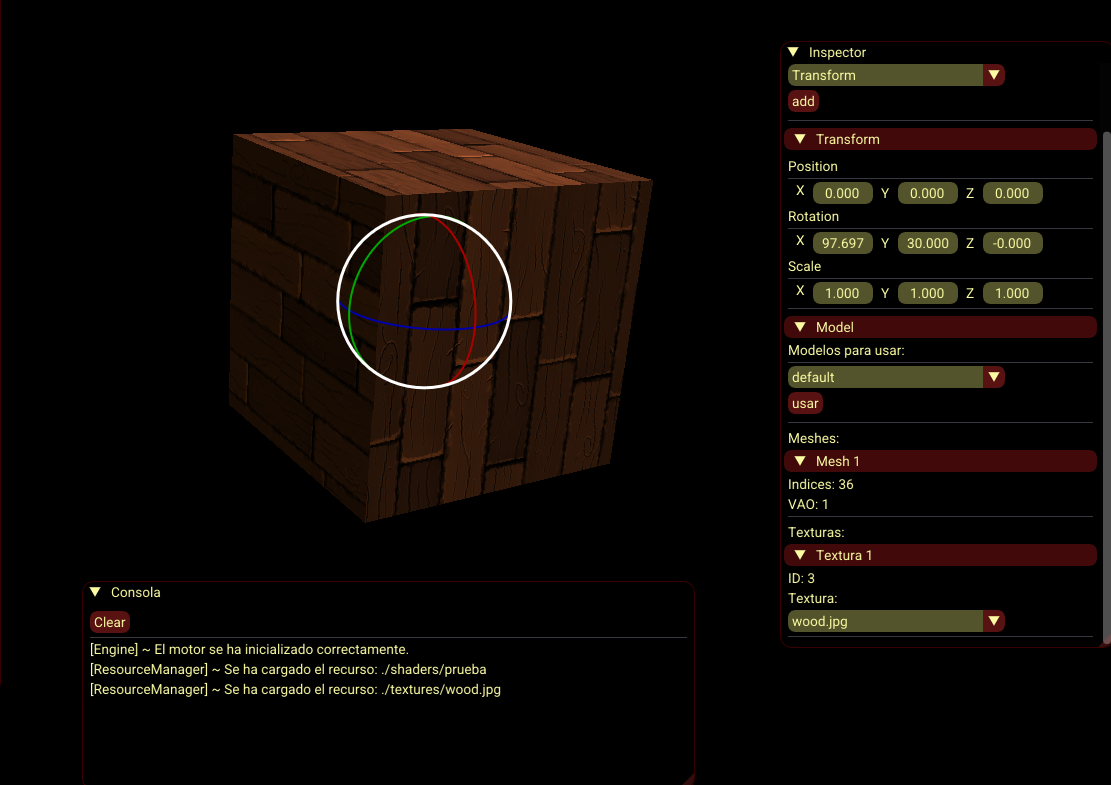 Inspector
Transform
add
Transform
Position
X 0.000 Y 0.000 Z 0.000
Rotation
X 97.697 Y 30.000 Z -0.000
Scale
X 1.000 Y 1.000 Z 1.000
Model
Modelos para usar:
default
usar
Meshes:
Mesh 1
Indices: 36
VAO: 1
Texturas:
Textura 1
ID: 3
Textura:
wood.jpg
Consola
Clear
[Engine] ~ El motor se ha inicializado correctamente.
[ResourceManager] ~ Se ha cargado el recurso: ./shaders/prueba
[ResourceManager] ~ Se ha cargado el recurso: ./textures/wood.jpg